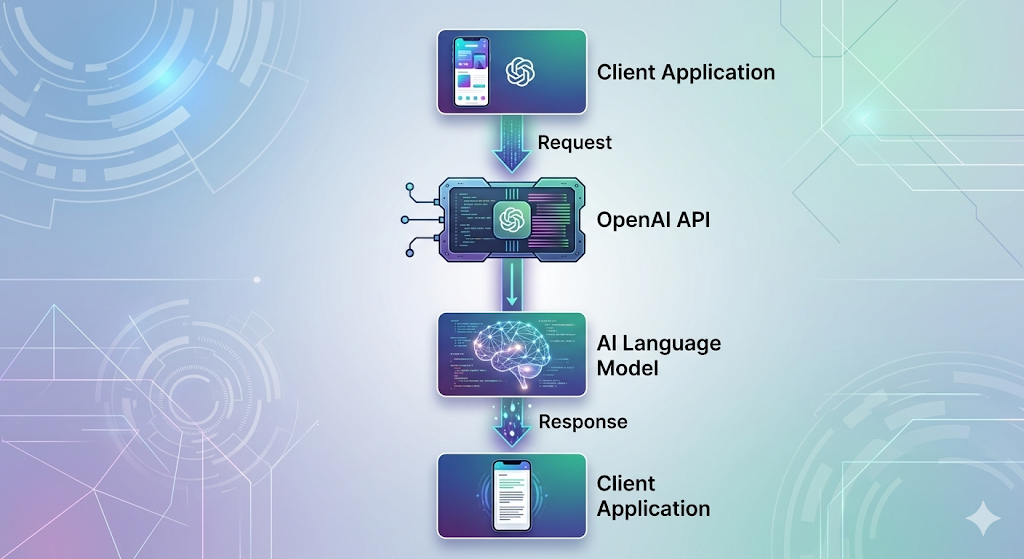 Client Application
Request
OpenAI API
AI Language
Model
Response
Client
Application